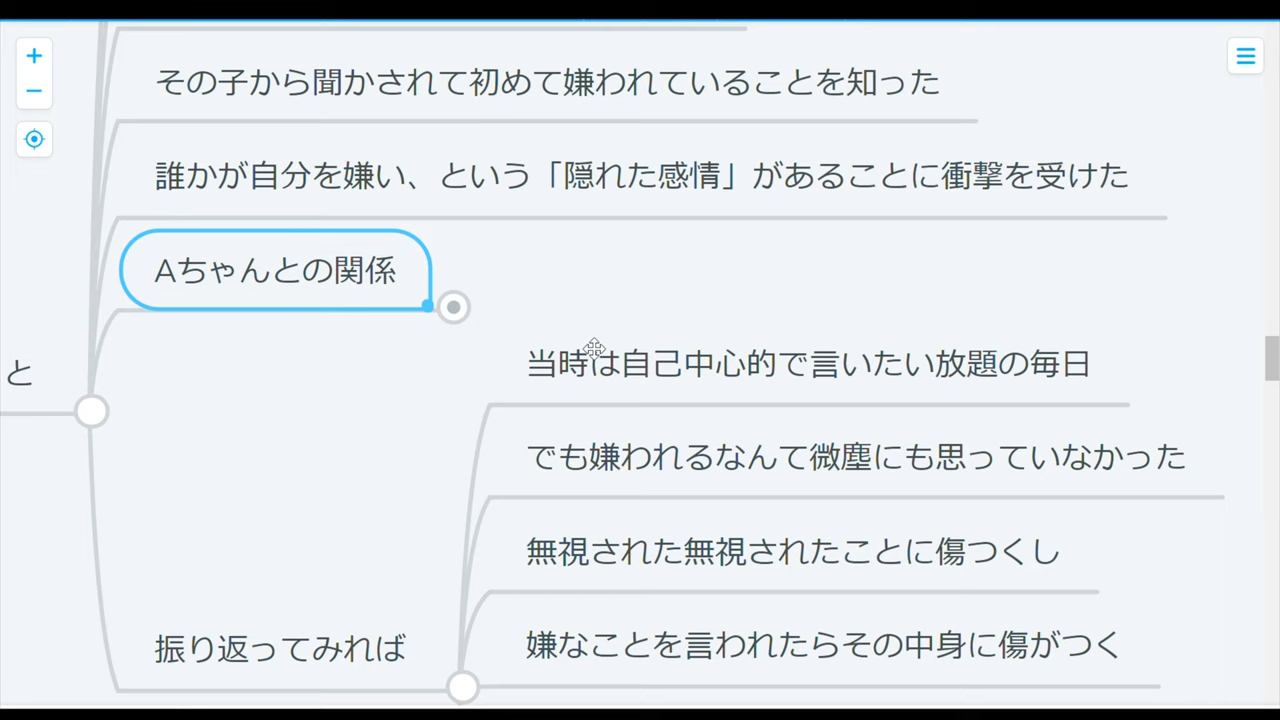 その子から聞かされて初めて嫌われていることを知った
誰かが自分を嫌い、という「隠れた感情」があることに衝撃を受けた
Aちゃんとの関係
と
当時は自己中心的で言いたい放題の毎日
でも嫌われるなんて微塵にも思っていなかった
無視された無視されたことに傷つくし
振り返ってみれば
嫌なことを言われたらその中身に傷がつく